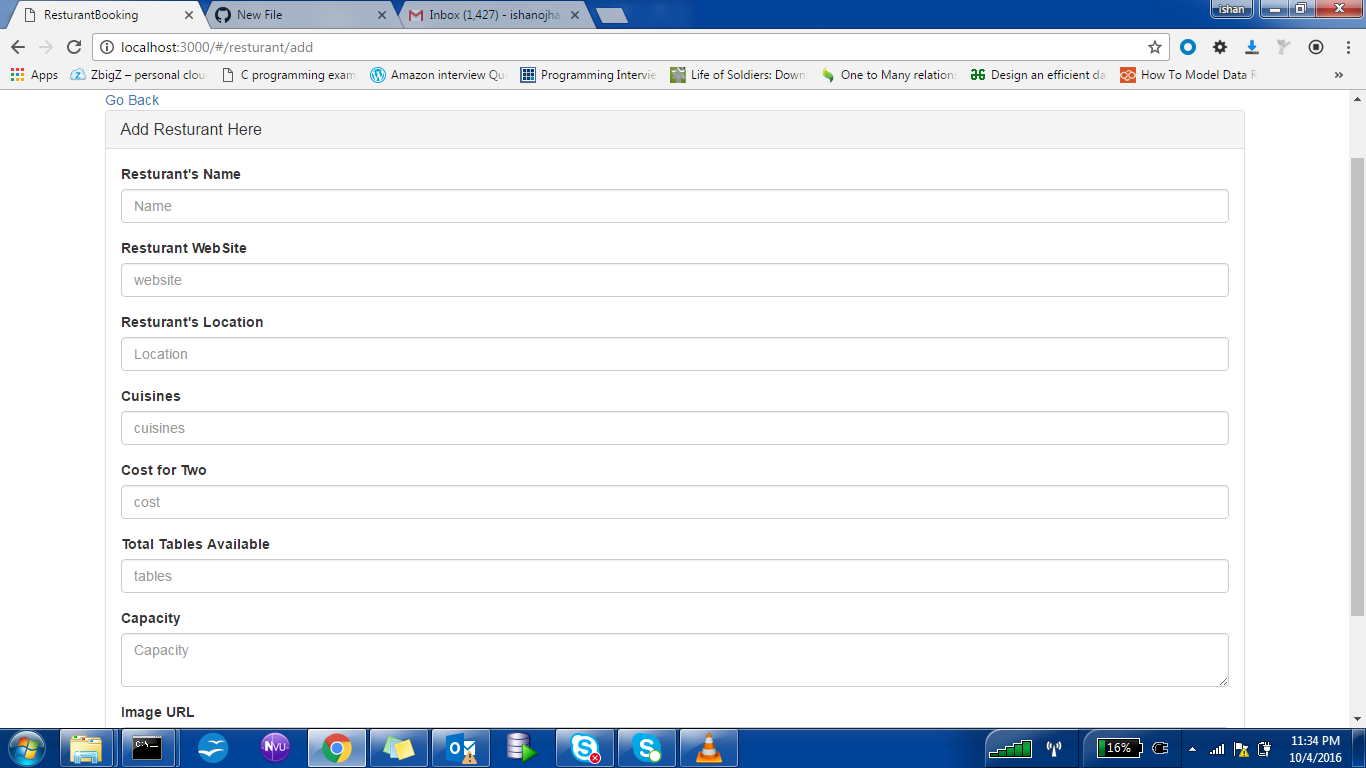 ResturantBooking
New File
Inbox (1,427) - ishanojha
ishan
localhost:3000/#/resturant/add
Apps
ZbigZ – personal clou
C programming exam
Amazon interview Qu
Programming Intervie
Life of Soldiers: Down
One to Many relation
Design an efficient da
How To Model Data R
»
Go Back
Add Resturant Here
Resturant's Name
Name
Resturant WebSite
website
Resturant's Location
Location
Cuisines
cuisines
Cost for Two
cost
Total Tables Available
tables
Capacity
Capacity
Image URL
C:\_
NVU
16%
11:34 PM
10/4/2016